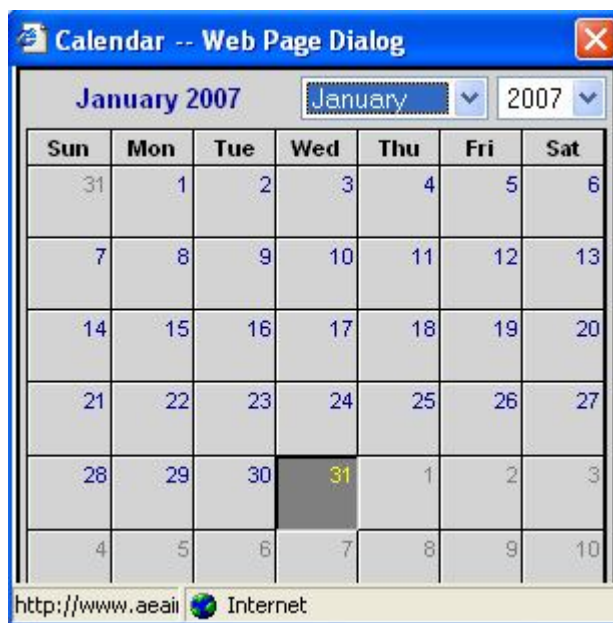 Calendar -- Web Page Dialog
January 2007 January 2007
Sun Mon Tue Wed Thu Fri Sat
31 1 2 3 4 5 6
7 8 9 10 11 12 13
14 15 16 17 18 19 20
21 22 23 24 25 26 27
28 29 30 31 1 2 3
4 5 6 7 8 9 10
http://www.aeaii Internet